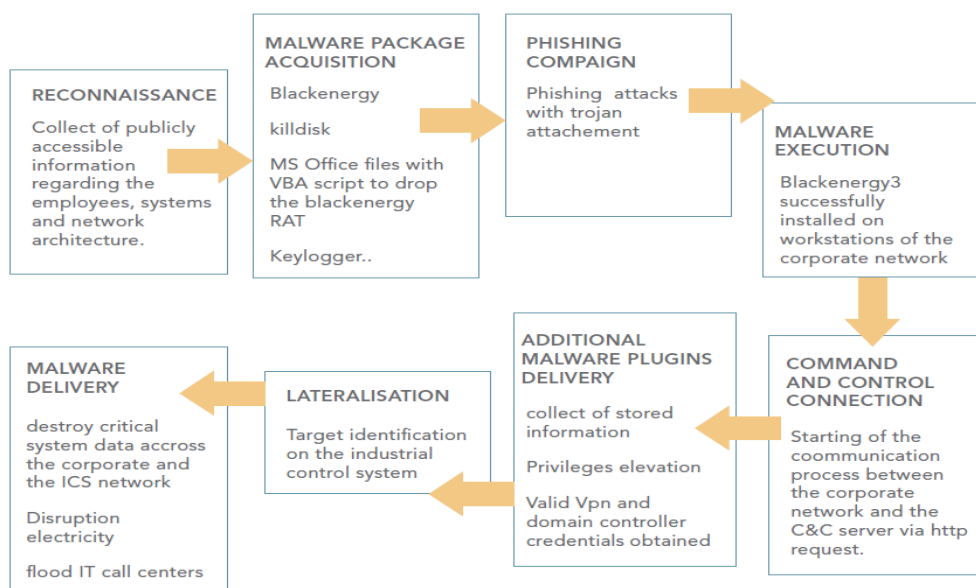 RECONNAISSANCE
Collect of publicly
accessible
information
regarding the
employees, systems
and network
architecture.
MALWARE PACKAGE
ACQUISITION
Blackenergy
killdisk
MS Office files with
VBA script to drop
the blackenergy
RAT
Keylogger..
PHISHING
COMPAIGN
Phishing attacks
with trojan
attachement
MALWARE
EXECUTION
Blackenergy3
successfully
installed on
workstations of the
corporate network
COMMAND
AND CONTROL
CONNECTION
Starting of the
coommunication
process between
the corporate
network and the
C&C server via http
request.
ADDITIONAL
MALWARE PLUGINS
DELIVERY
collect of stored
information
Privileges elevation
Valid Vpn and
domain controller
credentials obtained
LATERALISATION
Target identification
on the industrial
control system
MALWARE
DELIVERY
destroy critical
system data accross
the corporate and
the ICS network
Disruption
electricity
flood IT call centers